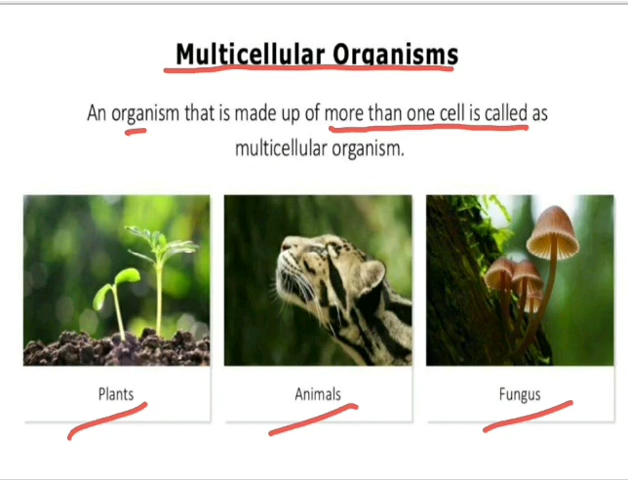 Multicellular Organisms
An organism that is made up of more than one cell is called as
multicellular organism.
Plants
Animals
Fungus